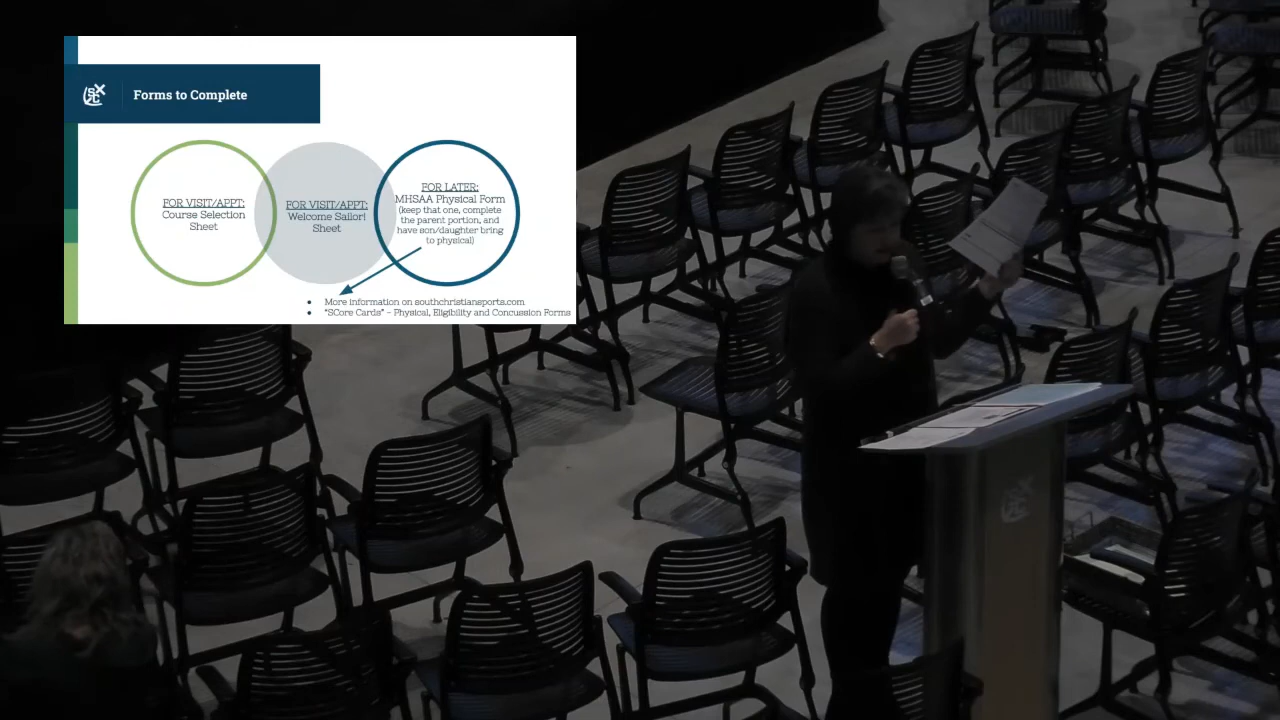 Forms to Complete
FOR VISIT/APPT:
Course Selection
Sheet
FOR VISIT/APPT:
Welcome Sailor!
Sheet
FOR LATER:
MHSAA Physical Form
(keep that one, complete
the parent portion, and
have son/daughter bring
to physical)
• More information on southchristiansports.com
• "SCore Cards" - Physical, Eligibility and Concussion Forms